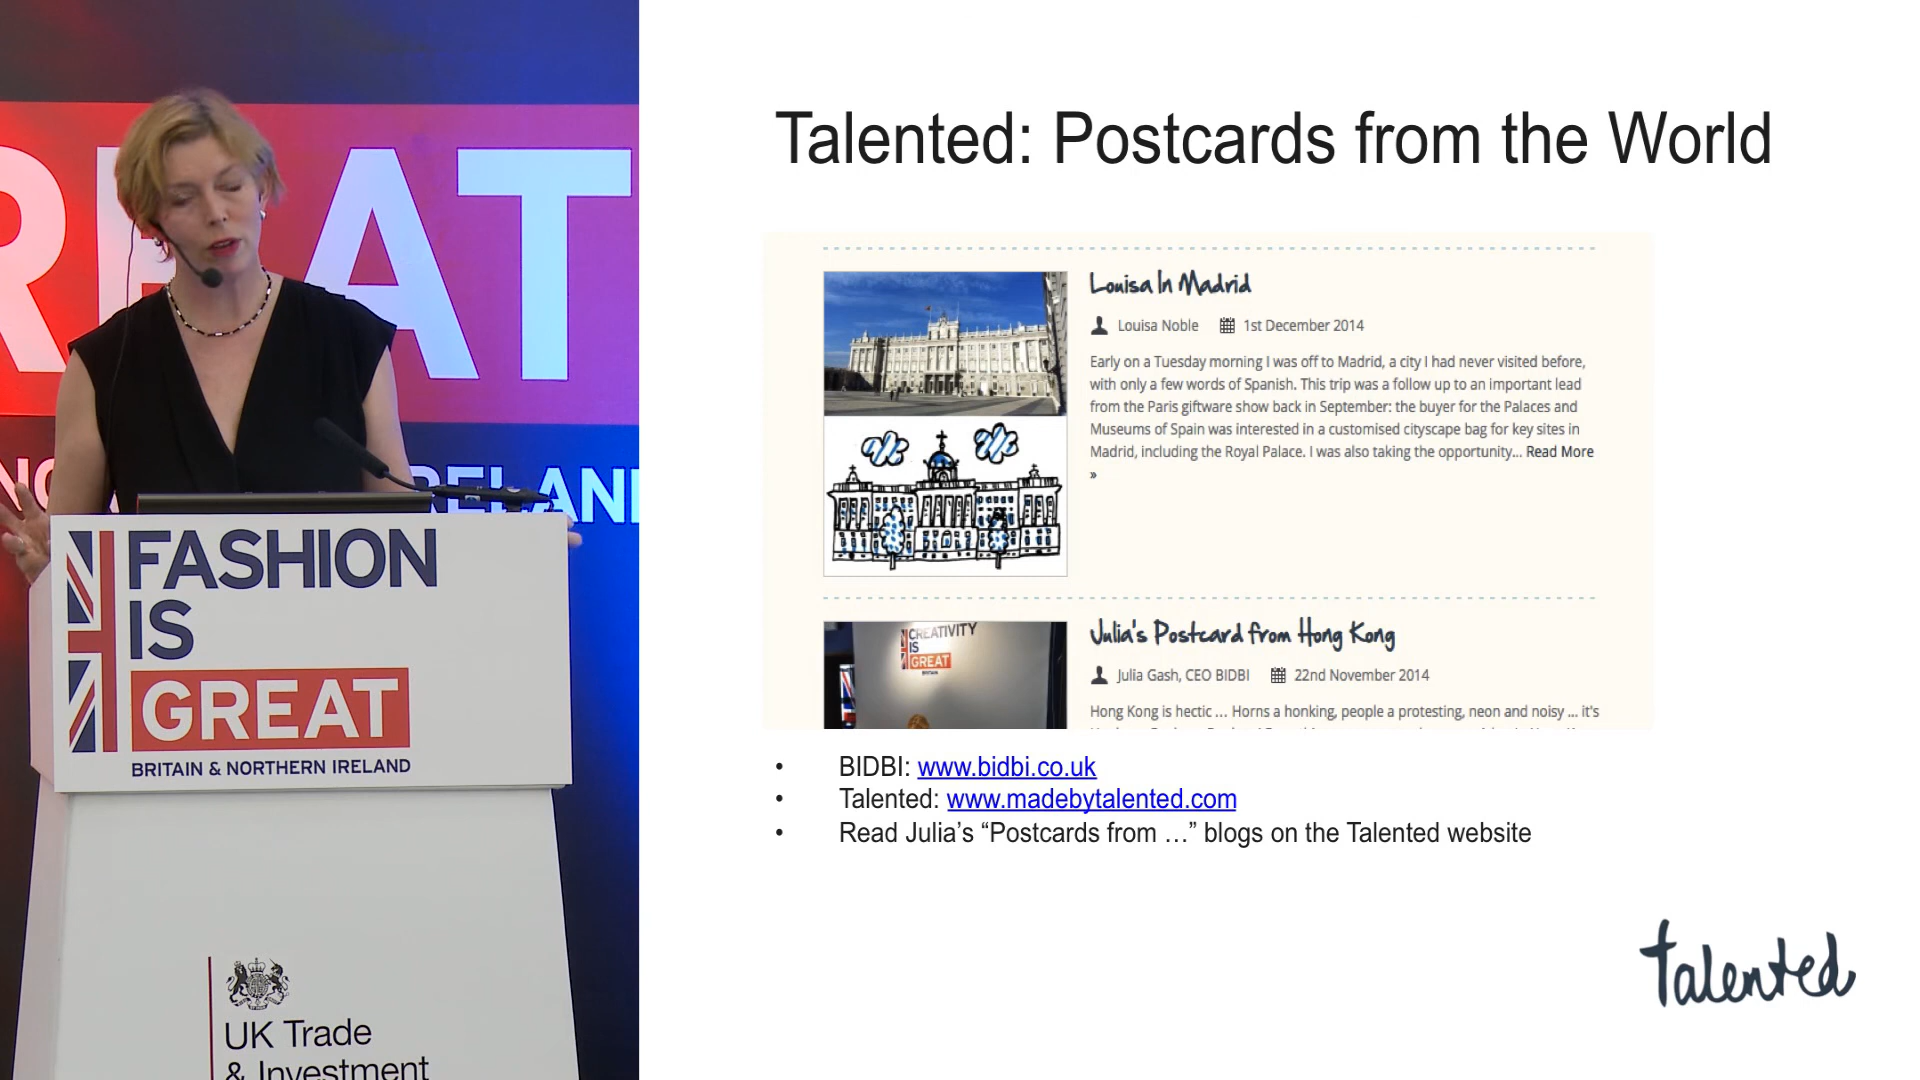 REAT
IRELAND
FASHION
IS
GREAT
BRITAIN & NORTHERN IRELAND
UK Trade
& Investment
Talented: Postcards from the World
Louisa In Madrid
Louisa Noble 1st December 2014
Early on a Tuesday morning I was off to Madrid, a city I had never visited before,
with only a few words of Spanish. This trip was a follow up to an important lead
from the Paris giftware show back in September: the buyer for the Palaces and
Museums of Spain was interested in a customised cityscape bag for key sites in
Madrid, including the Royal Palace. I was also taking the opportunity... Read More
»
CREATIVITY
IS
GREAT
BRITAIN
Julia's Postcard from Hong Kong
Julia Gash, CEO BIDBI 22nd November 2014
Hong Kong is hectic ... Horns a honking, people a protesting, neon and noisy ... it's
• BIDBI: www.bidbi.co.uk
• Talented: www.madebytalented.com
• Read Julia’s “Postcards from …” blogs on the Talented website
talented